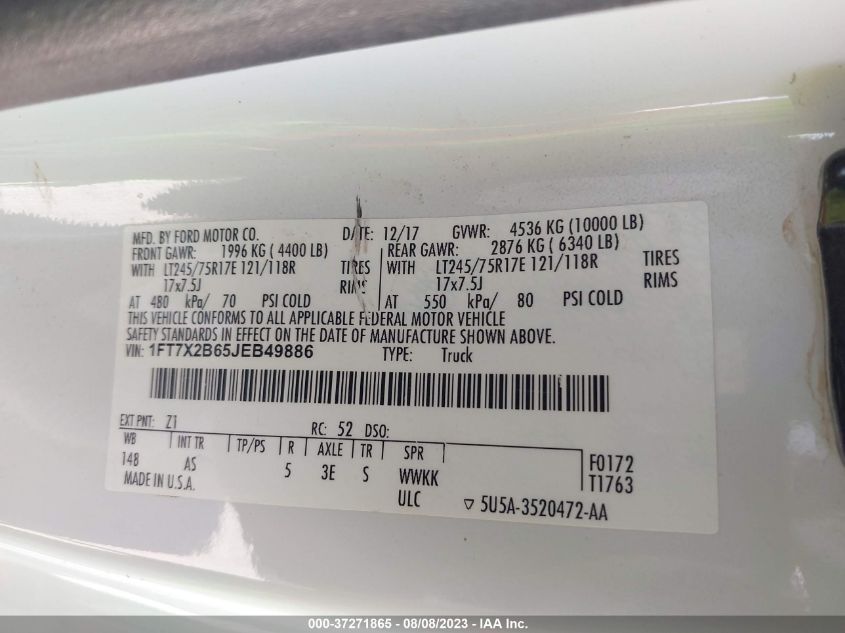 MFD. BY FORD MOTOR CO. DATE: 12/17 GVWR: 4536 KG (10000 LB)
FRONT GAWR: 1996 KG ( 4400 LB) REAR GAWR: 2876 KG ( 6340 LB)
WITH LT245/75R17E 121/118R TIRES WITH LT245/75R17E 121/118R TIRES
17x7.5J RIMS 17x7.5J RIMS
AT 480 kPa/ 70 PSI COLD AT 550 kPa/ 80 PSI COLD
THIS VEHICLE CONFORMS TO ALL APPLICABLE FEDERAL MOTOR VEHICLE
SAFETY STANDARDS IN EFFECT ON THE DATE OF MANUFACTURE SHOWN ABOVE.
VIN: 1FT7X2B65JEB49886 TYPE: Truck
EXT PNT: Z1 RC: 52 DSO:
WB INT TR TP/PS R AXLE TR SPR F0172
148 AS 5 3E S WWKK T1763
MADE IN U.S.A. ULC ▽ 5U5A-3520472-AA
000-37271865 - 08/08/2023 - IAA Inc.